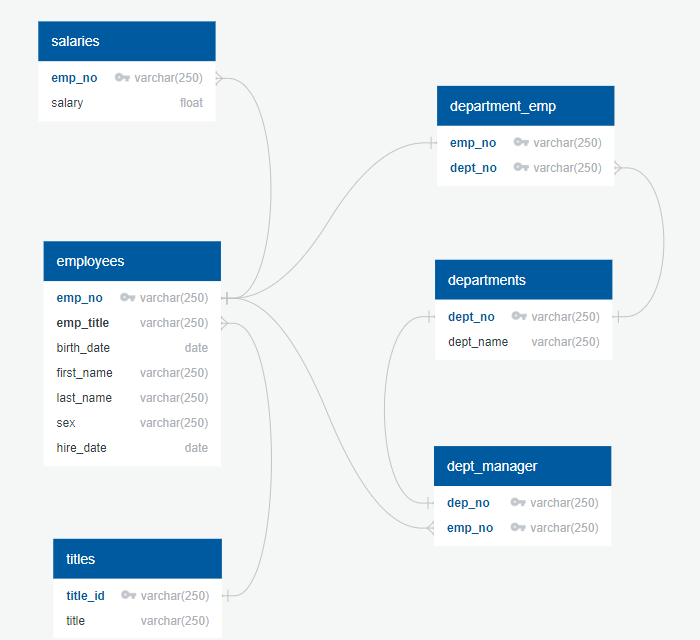 salaries
emp_no varchar(250)
salary float
employees
emp_no varchar(250)
emp_title varchar(250)
birth_date date
first_name varchar(250)
last_name varchar(250)
sex varchar(250)
hire_date date
titles
title_id varchar(250)
title varchar(250)
department_emp
emp_no varchar(250)
dept_no varchar(250)
departments
dept_no varchar(250)
dept_name varchar(250)
dept_manager
dep_no varchar(250)
emp_no varchar(250)